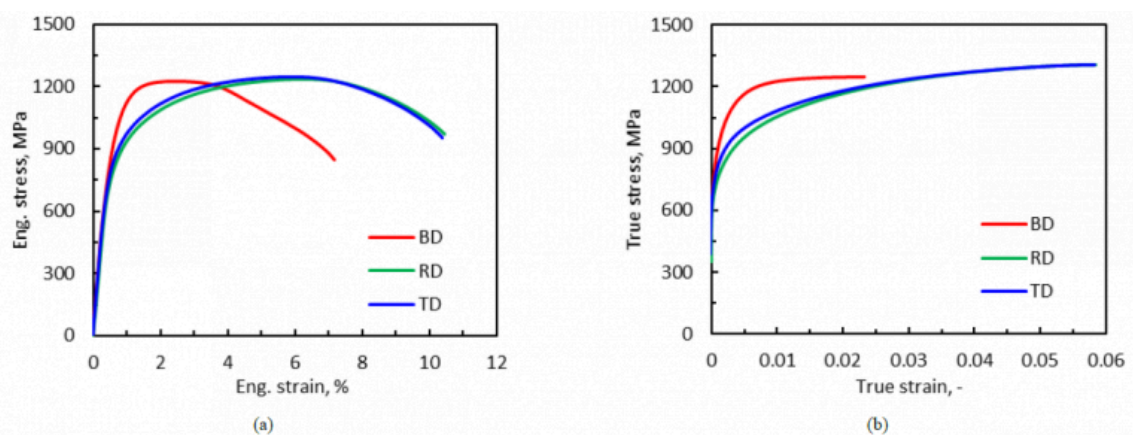 1500
1200
900
600
300
0
Eng. stress, MPa
BD
RD
TD
0 2 4 6 8 10 12
Eng. strain, %
(a)
1500
1200
900
600
300
0
True stress, MPa
BD
RD
TD
0 0.01 0.02 0.03 0.04 0.05 0.06
True strain, -
(b)